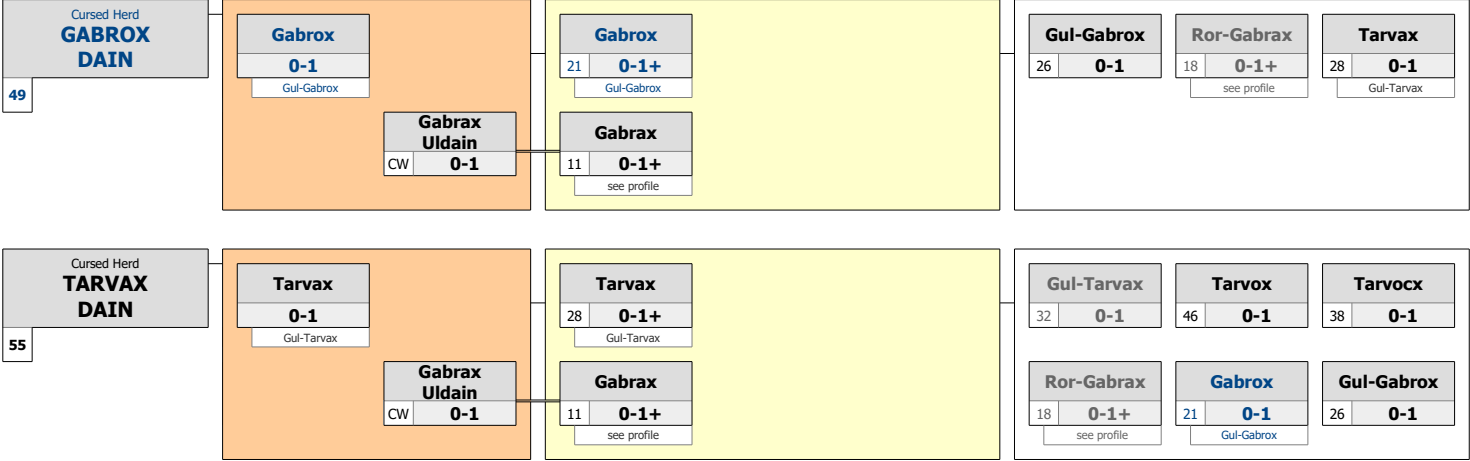 Cursed Herd
GABROX
DAIN
49
Gabrox
0-1
Gul-Gabrox
Gabrax
Uldain
CW 0-1
Gabrox
21 0-1+
Gul-Gabrox
Gabrax
11 0-1+
see profile
Gul-Gabrox
26 0-1
Ror-Gabrax
18 0-1+
see profile
Tarvax
28 0-1
Gul-Tarvax
Cursed Herd
TARVAX
DAIN
55
Tarvax
0-1
Gul-Tarvax
Gabrax
Uldain
CW 0-1
Tarvax
28 0-1+
Gul-Tarvax
Gabrax
11 0-1+
see profile
Gul-Tarvax
32 0-1
Tarvox
46 0-1
Tarvocx
38 0-1
Ror-Gabrax
18 0-1+
see profile
Gabrox
21 0-1
Gul-Gabrox
Gul-Gabrox
26 0-1